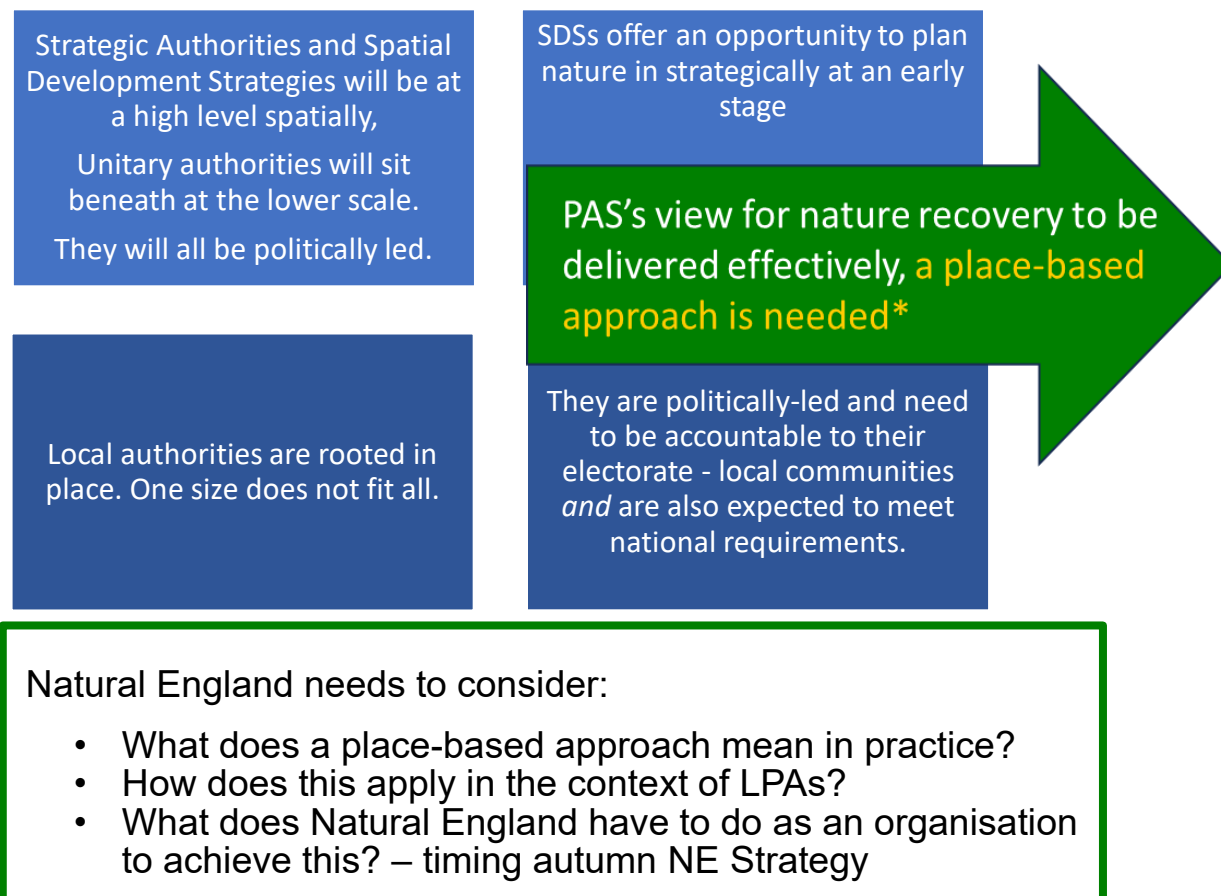 Strategic Authorities and Spatial
Development Strategies will be at
a high level spatially,
Unitary authorities will sit
beneath at the lower scale.
They will all be politically led.
SDSs offer an opportunity to plan
nature in strategically at an early
stage
PAS’s view for nature recovery to be
delivered effectively, a place-based
approach is needed*
Local authorities are rooted in
place. One size does not fit all.
They are politically-led and need
to be accountable to their
electorate - local communities
and are also expected to meet
national requirements.
Natural England needs to consider:
• What does a place-based approach mean in practice?
• How does this apply in the context of LPAs?
• What does Natural England have to do as an organisation
to achieve this? – timing autumn NE Strategy